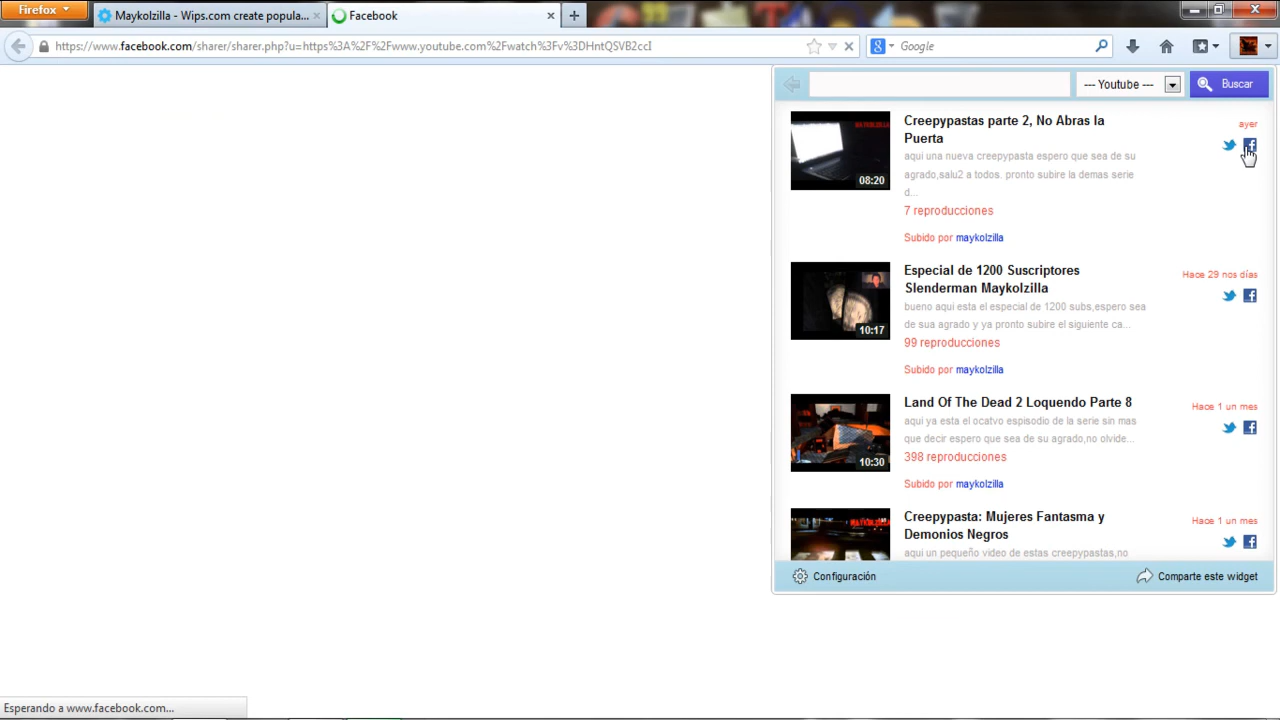 Firefox
Maykolzilla - Wips.com create popula...
Facebook
https://www.facebook.com/sharer/sharer.php?u=https%3A%2F%2Fwww.youtube.com%2Fwatch%3Fv%3DHntQSVB2ccI
Google
--- Youtube ---
Buscar
Creepypastas parte 2, No Abras la
Puerta
ayer
aqui una nueva creepypasta espero que sea de su
agrado,salu2 a todos. pronto subire la demas serie
d...
7 reproducciones
Subido por maykolzilla
MAYKOLZILLA
08:20
Especial de 1200 Suscriptores
Slenderman Maykolzilla
Hace 29 nos días
bueno aqui esta el especial de 1200 subs,espero sea
de sua agrado y ya pronto subire el siguiente ca...
99 reproducciones
Subido por maykolzilla
10:17
Land Of The Dead 2 Loquendo Parte 8
Hace 1 un mes
aqui ya esta el ocatvo espisodio de la serie sin mas
que decir espero que sea de su agrado,no olvide...
398 reproducciones
Subido por maykolzilla
10:30
Creepypasta: Mujeres Fantasma y
Demonios Negros
Hace 1 un mes
aqui un pequeño video de estas creepypastas,no
MAYKOLZILLA
Configuración
Comparte este widget
Esperando a www.facebook.com...